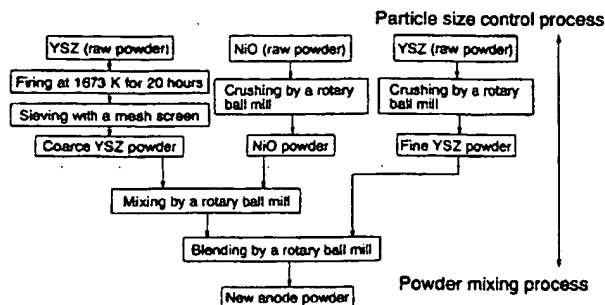 Particle size control process
YSZ (raw powder)
NiO (raw powder)
YSZ (raw powder)
Firing at 1673 K for 20 hours
Crushing by a rotary
ball mill
Crushing by a rotary
ball mill
Sieving with a mesh screen
Coarce YSZ powder
NiO powder
Fine YSZ powder
Mixing by a rotary ball mill
Blending by a rotary ball mill
Powder mixing process
New anode powder